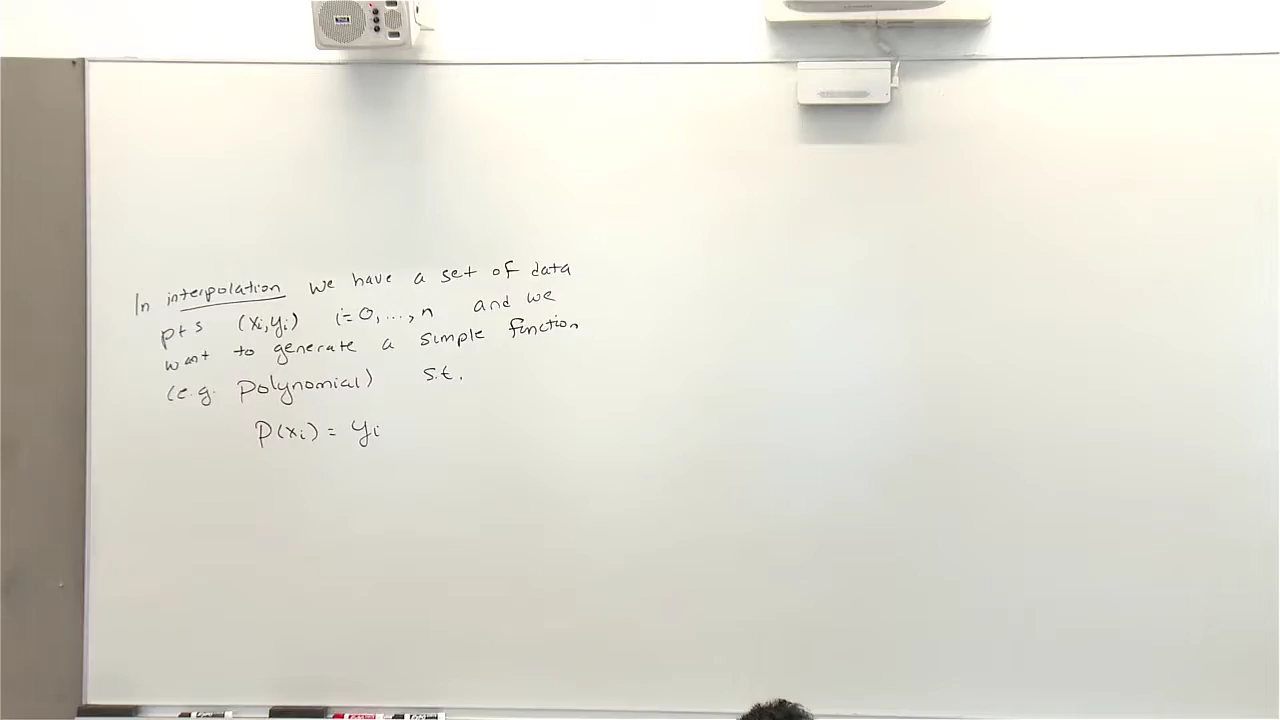 In interpolation we have a set of data
pts (xi, yi) i=0,...,n and we
want to generate a simple function
(e.g. polynomial) s.t.
P(xi) = yi